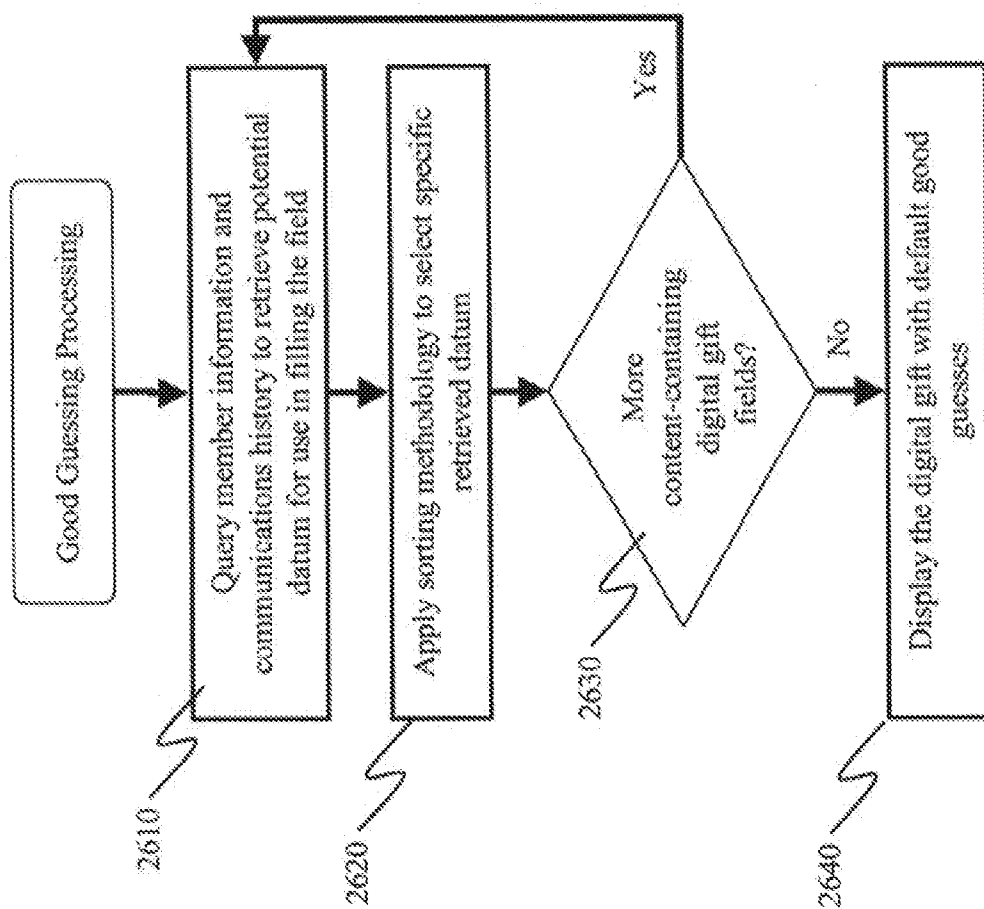 Good Guessing Processing
2610
Query member information and
communications history to retrieve potential
datum for use in filling the field
2620
Apply sorting methodology to select specific
retrieved datum
2630
More
content-containing
digital gift
fields?
Yes
No
2640
Display the digital gift with default good
guesses